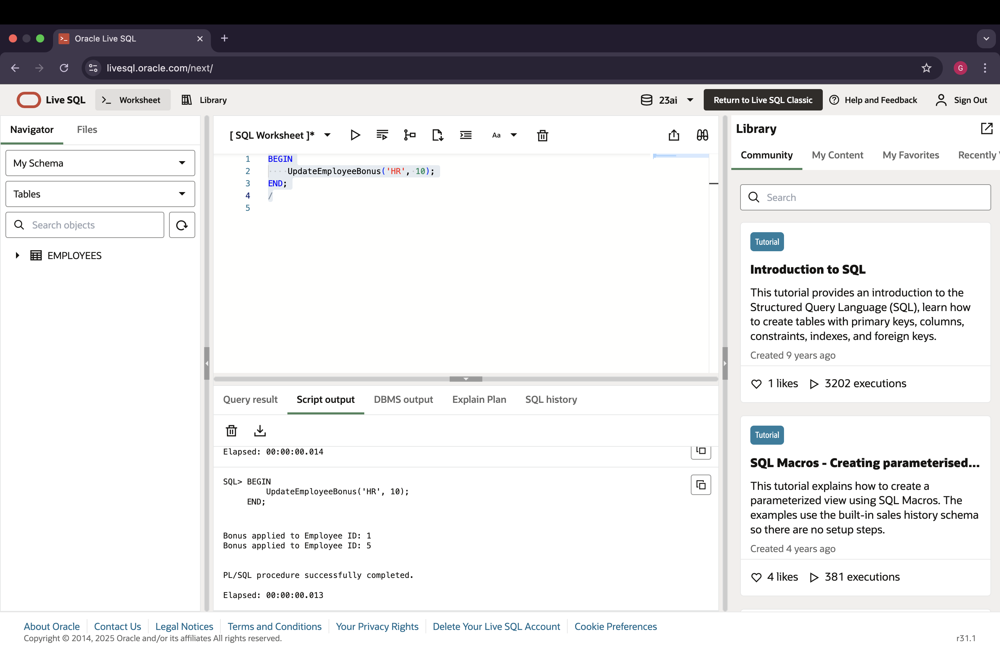 Oracle Live SQL
livesql.oracle.com/next/
G
Live SQL
Worksheet
Library
23ai
Return to Live SQL Classic
Help and Feedback
Sign Out
Navigator
Files
My Schema
Tables
Search objects
EMPLOYEES
[ SQL Worksheet ]*
Aa
1 BEGIN
2 ····UpdateEmployeeBonus('HR', 10);
3 END;
4 /
5
Query result
Script output
DBMS output
Explain Plan
SQL history
Elapsed: 00:00:00.014
SQL> BEGIN
UpdateEmployeeBonus('HR', 10);
END;
Bonus applied to Employee ID: 1
Bonus applied to Employee ID: 5
PL/SQL procedure successfully completed.
Elapsed: 00:00:00.013
Library
Community
My Content
My Favorites
Recently
Search
Tutorial
Introduction to SQL
This tutorial provides an introduction to the
Structured Query Language (SQL), learn how
to create tables with primary keys, columns,
constraints, indexes, and foreign keys.
Created 9 years ago
1 likes
3202 executions
Tutorial
SQL Macros - Creating parameterised...
This tutorial explains how to create a
parameterized view using SQL Macros. The
examples use the built-in sales history schema
so there are no setup steps.
Created 4 years ago
4 likes
381 executions
About Oracle
Contact Us
Legal Notices
Terms and Conditions
Your Privacy Rights
Delete Your Live SQL Account
Cookie Preferences
Copyright © 2014, 2025 Oracle and/or its affiliates All rights reserved.
r31.1